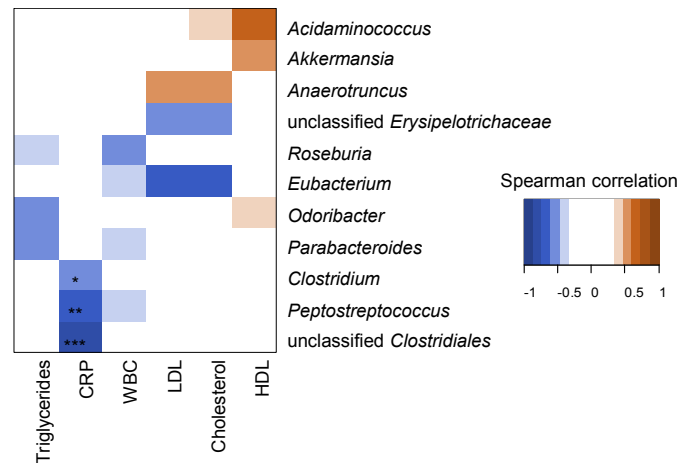 Acidaminococcus
Akkermansia
Anaerotruncus
unclassified Erysipelotrichaceae
Roseburia
Eubacterium
Odoribacter
Parabacteroides
* Clostridium
** Peptostreptococcus
*** unclassified Clostridiales
Triglycerides
CRP
WBC
LDL
Cholesterol
HDL
Spearman correlation
-1 -0.5 0 0.5 1